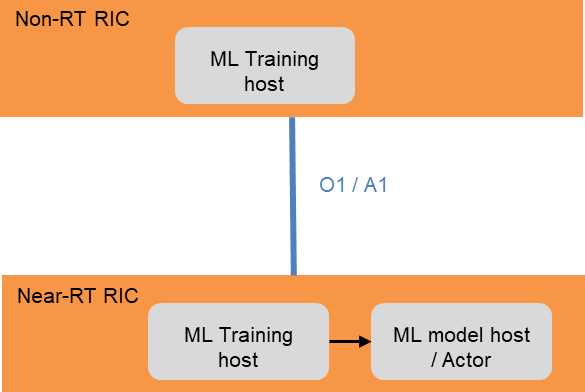 Non-RT RIC
ML Training
host
O1 / A1
Near-RT RIC
ML Training
host
ML model host
/ Actor